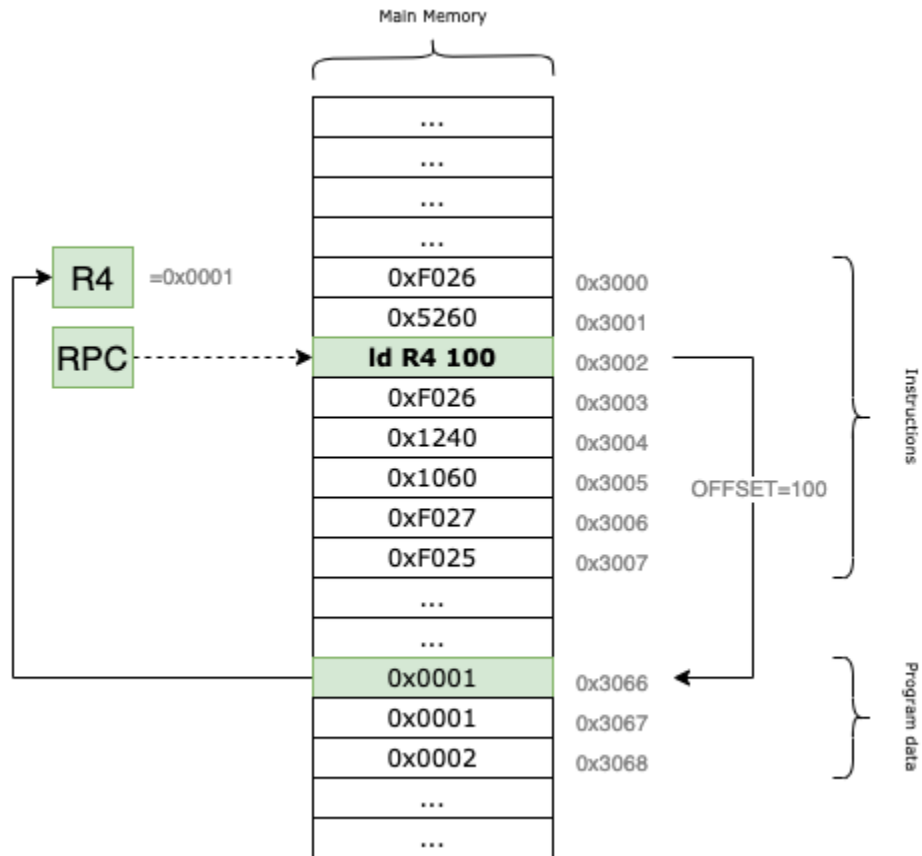 Main Memory
...
...
...
...
R4 =0x0001
0xF026 0x3000
0x5260 0x3001
RPC
ld R4 100 0x3002
0xF026 0x3003
0x1240 0x3004
0x1060 0x3005
OFFSET=100
0xF027 0x3006
0xF025 0x3007
Instructions
...
...
0x0001 0x3066
0x0001 0x3067
0x0002 0x3068
Program data
...
...